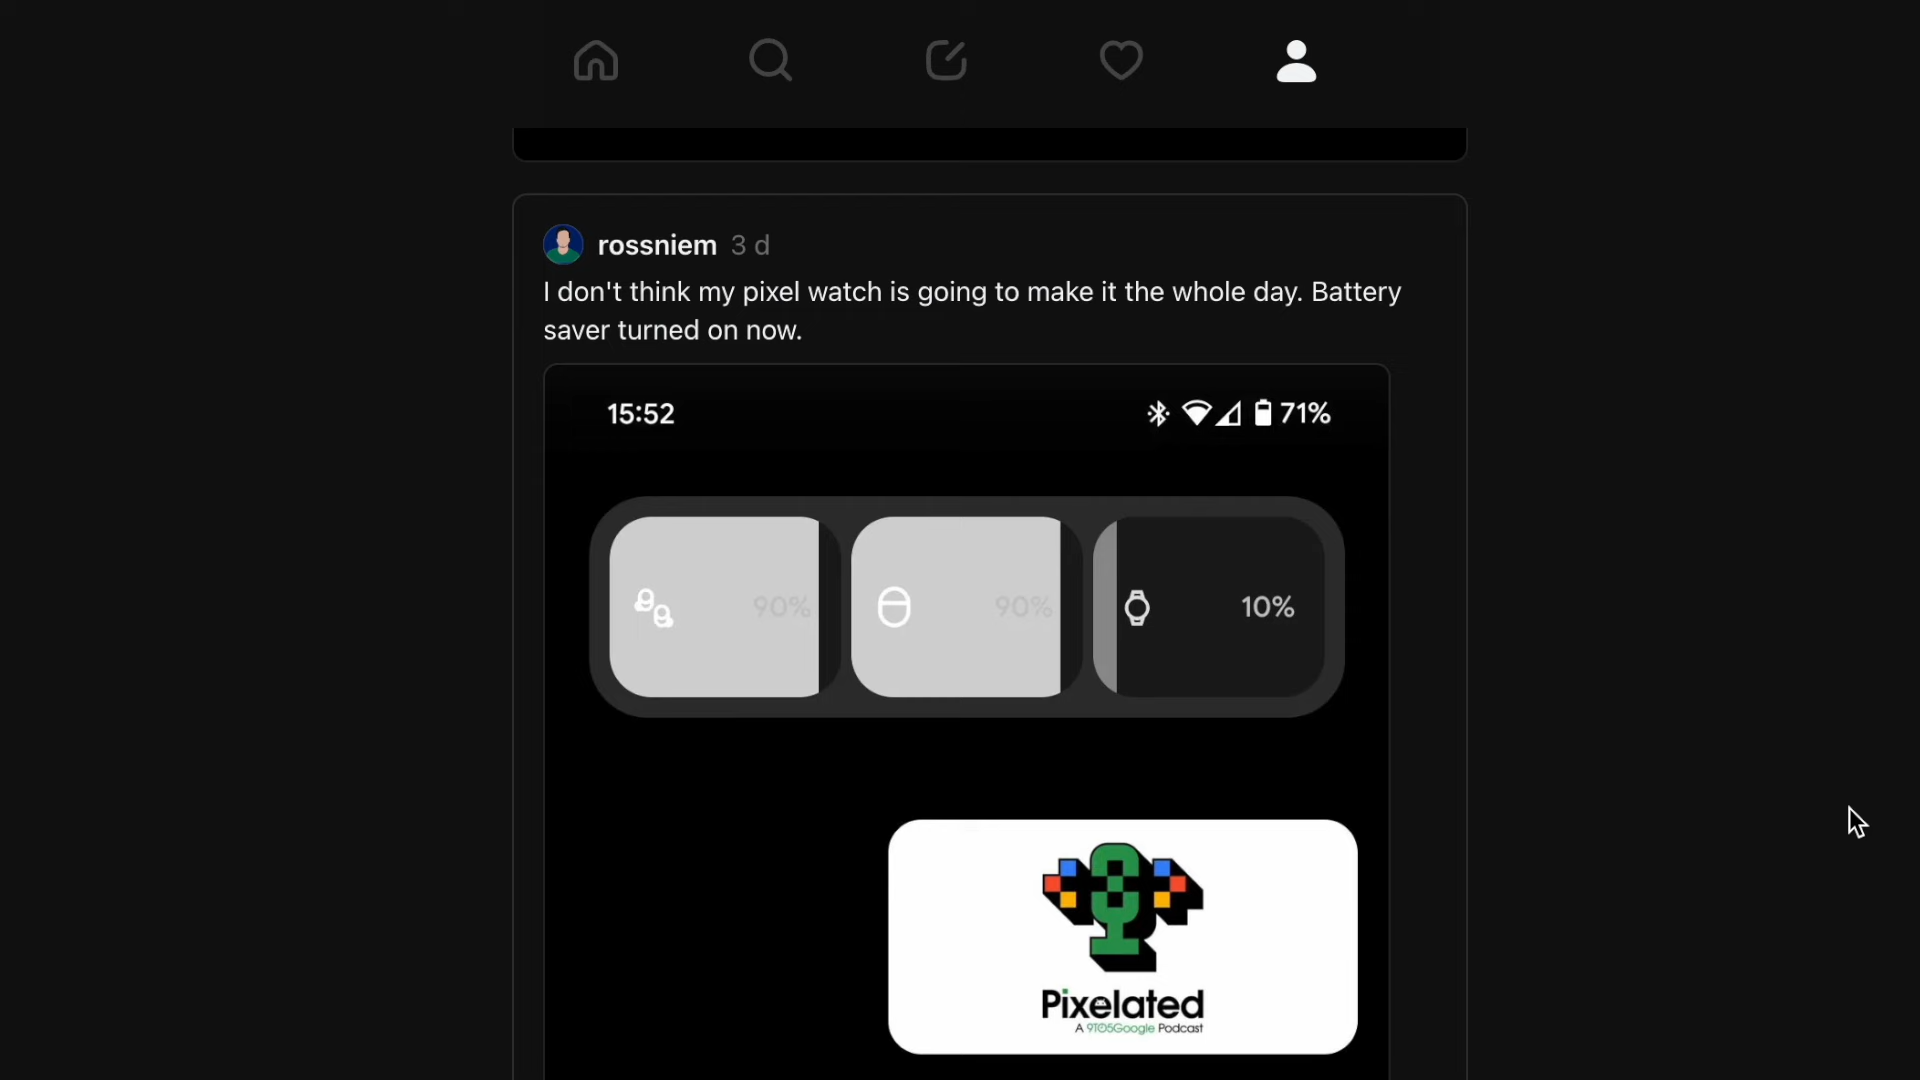 rossniem 3 d
I don't think my pixel watch is going to make it the whole day. Battery
saver turned on now.
15:52 71%
90% 90% 10%
Pixelated
A 9TO5Google Podcast